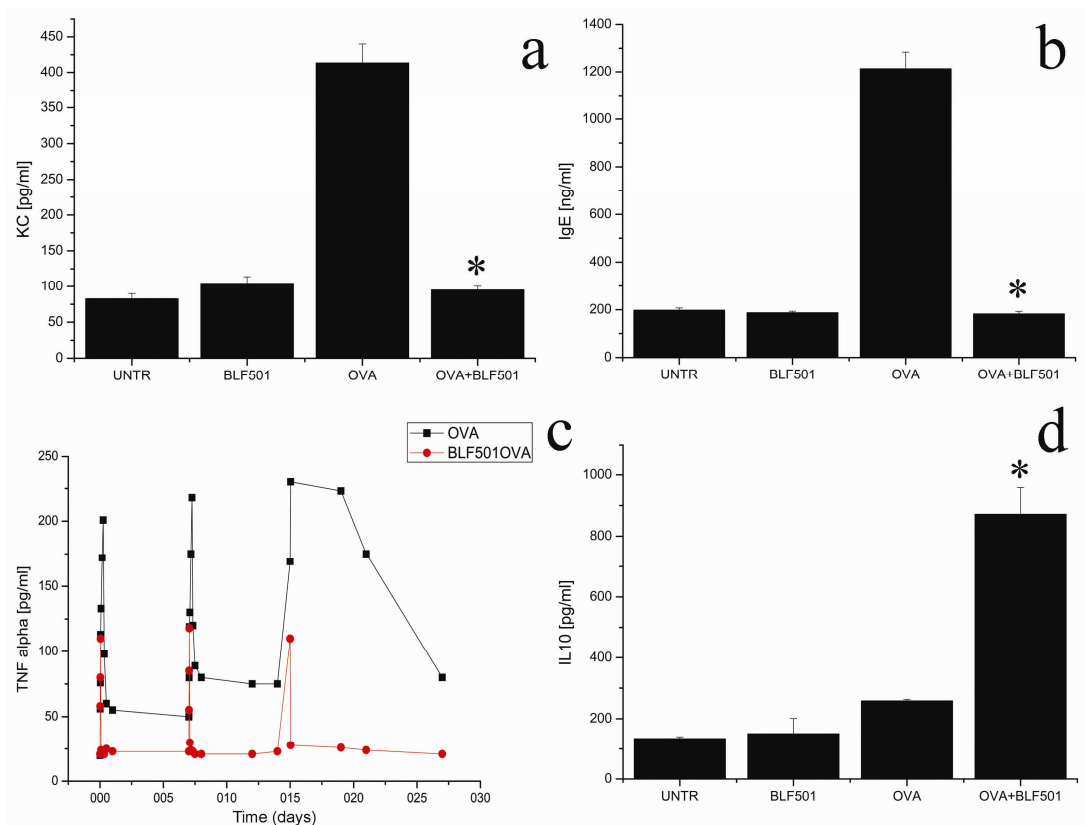 a
450
400
350
300
250
200
150
100
50
0
KC [pg/ml]
*
UNTR BLF501 OVA OVA+BLF501
b
1400
1200
1000
800
600
400
200
0
IgE [ng/ml]
*
UNTR BLF501 OVA OVA+BLF501
c
OVA
BLF501OVA
250
200
150
100
50
0
TNF alpha [pg/ml]
000 005 010 015 020 025 030
Time (days)
d
1000
800
600
400
200
0
IL10 [pg/ml]
*
UNTR BLF501 OVA OVA+BLF501